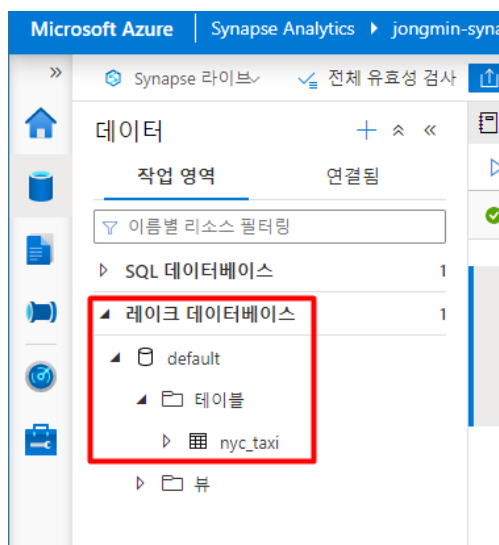 Microsoft Azure Synapse Analytics jongmin-syna
Synapse 라이브 전체 유효성 검사
데이터
작업 영역 연결됨
이름별 리소스 필터링
SQL 데이터베이스 1
레이크 데이터베이스 1
default
테이블
nyc_taxi
뷰